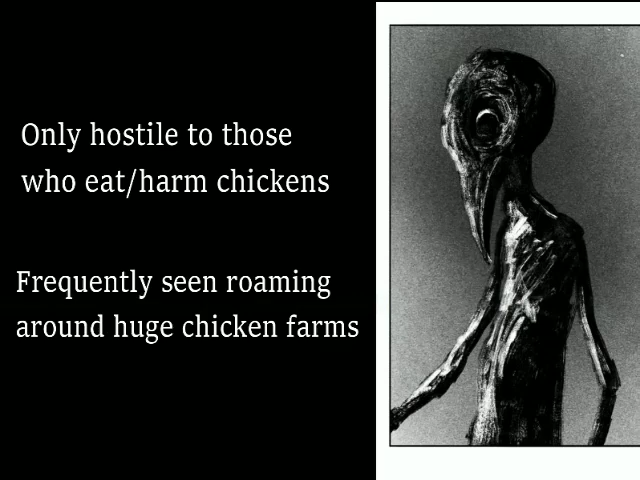 Only hostile to those
who eat/harm chickens
Frequently seen roaming
around huge chicken farms